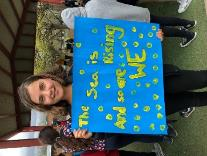 The Sea is Rising
And so are
WE